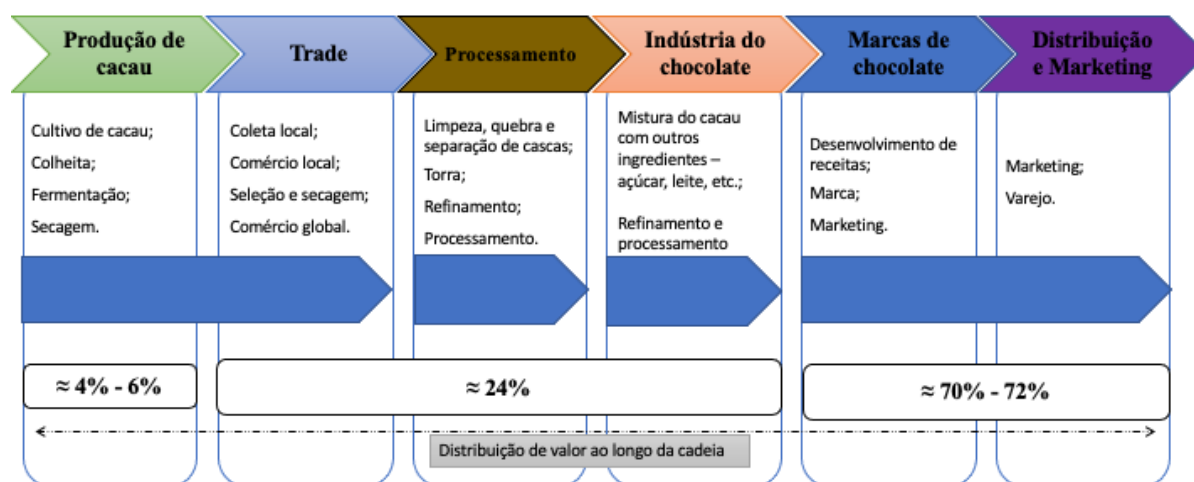 Produção de
cacau
Trade
Processamento
Indústria do
chocolate
Marcas de
chocolate
Distribuição
e Marketing
Cultivo de cacau;
Colheita;
Fermentação;
Secagem.
Coleta local;
Comércio local;
Seleção e secagem;
Comércio global.
Limpeza, quebra e
separação de cascas;
Torra;
Refinamento;
Processamento.
Mistura do cacau
com outros
ingredientes –
açúcar, leite, etc.;
Refinamento e
processamento
Desenvolvimento de
receitas;
Marca;
Marketing.
Marketing;
Varejo.
≈ 4% - 6%
≈ 24%
≈ 70% - 72%
Distribuição de valor ao longo da cadeia